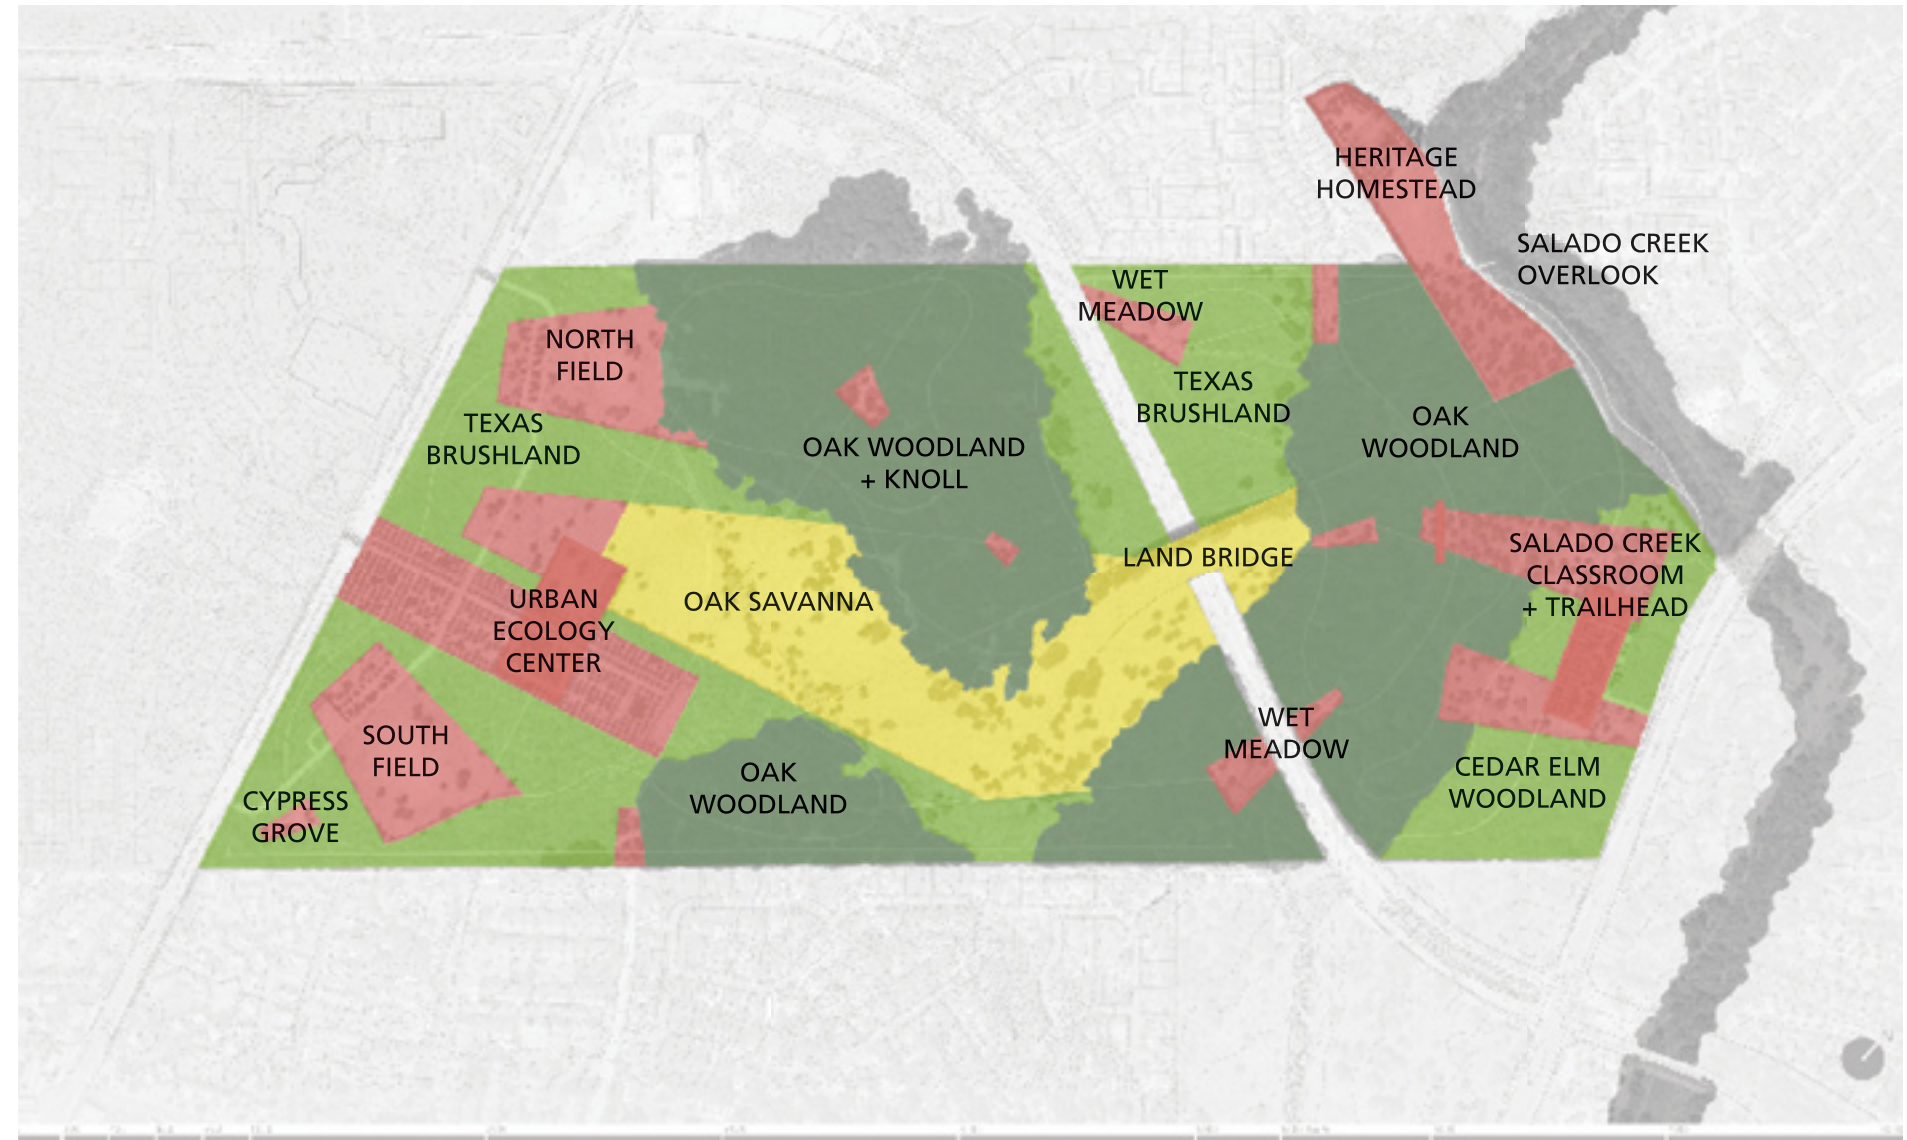 HERITAGE
HOMESTEAD
SALADO CREEK
OVERLOOK
WET
MEADOW
NORTH
FIELD
TEXAS
BRUSHLAND
TEXAS
BRUSHLAND
OAK WOODLAND
+ KNOLL
OAK
WOODLAND
LAND BRIDGE
SALADO CREEK
CLASSROOM
+ TRAILHEAD
OAK SAVANNA
URBAN
ECOLOGY
CENTER
SOUTH
FIELD
WET
MEADOW
OAK
WOODLAND
CEDAR ELM
WOODLAND
CYPRESS
GROVE